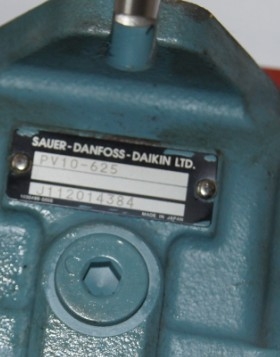 SAUER-DANFOSS-DAIKIN LTD.
PV10-625
J112014384
MADE IN JAPAN